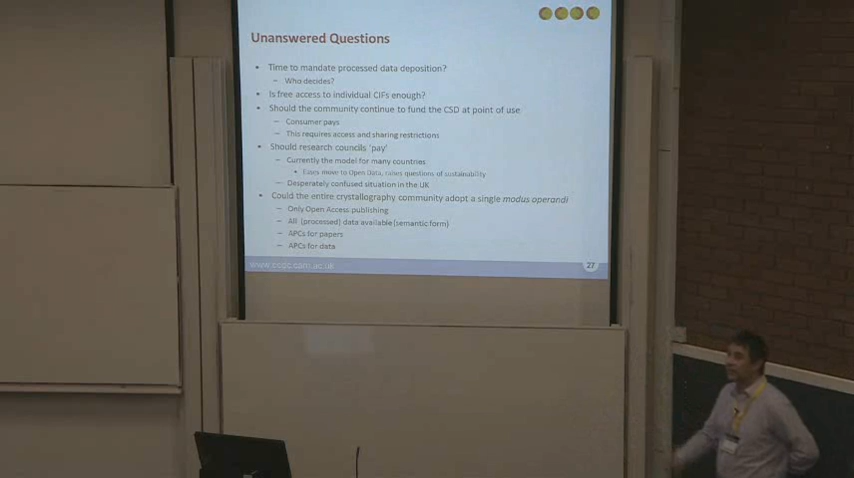 Unanswered Questions
• Time to mandate processed data deposition?
– Who decides?
• Is free access to individual CIFs enough?
• Should the community continue to fund the CSD at point of use
– Consumer pays
– This requires access and sharing restrictions
• Should research councils 'pay'
– Currently the model for many countries
• Eases move to Open Data, raises questions of sustainability
– Desperately confused situation in the UK
• Could the entire crystallography community adopt a single modus operandi
– Only Open Access publishing
– All (processed) data available (semantic form)
– APCs for papers
– APCs for data
www.ccdc.cam.ac.uk
27